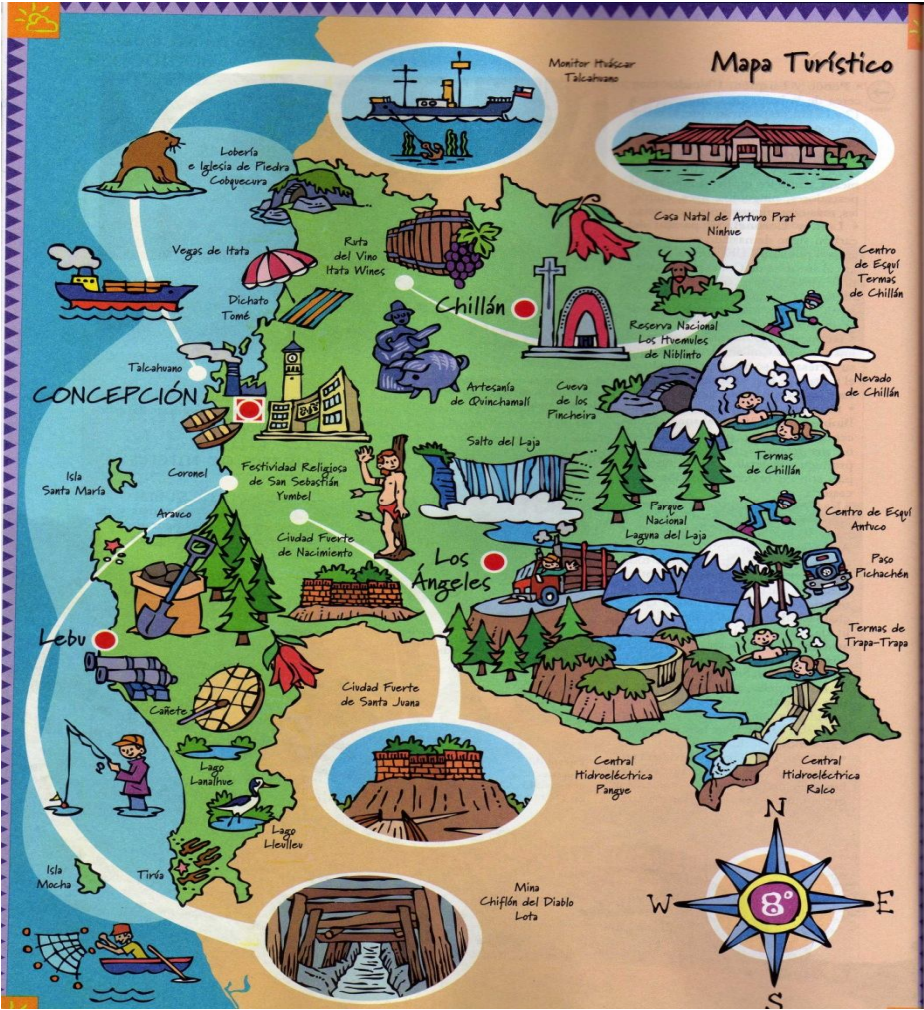 Mapa Turístico
Monitor Huáscar
Talcahuano
Lobería
e Iglesia de Piedra
Cobquecura
Casa Natal de Arturo Prat
Ninhue
Vegas de Itata
Ruta
del Vino
Itata Wines
Centro
de Esquí
Termas
de Chillán
Dichato
Tomé
Chillán
Reserva Nacional
Los Huemules
de Niblinto
Talcahuano
CONCEPCIÓN
Artesanía
de Quinchamalí
Cueva
de los
Pincheira
Nevado
de Chillán
Salto del Laja
Termas
de Chillán
Isla
Santa María
Coronel
Festividad Religiosa
de San Sebastián
Yumbel
Arauco
Parque
Nacional
Laguna del Laja
Centro de Esquí
Antuco
Ciudad Fuerte
de Nacimiento
Los
Ángeles
Paso
Pichachén
Lebu
Termas de
Trapa-Trapa
Ciudad Fuerte
de Santa Juana
Cañete
Lago
Lanalhue
Central
Hidroeléctrica
Pangue
Central
Hidroeléctrica
Ralco
Lago
Lleulleu
Isla
Mocha
Tirúa
Mina
Chiflón del Diablo
Lota
N
W
8°
E
S